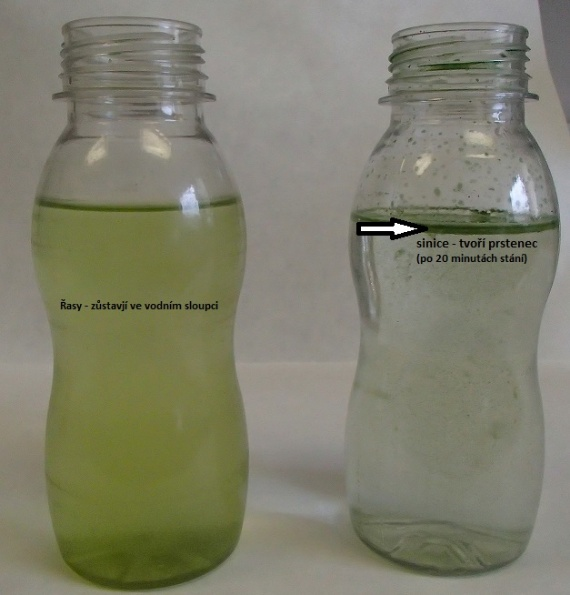 Řasy - zůstavjí ve vodním sloupci
sinice - tvoří prstenec
(po 20 minutách stání)